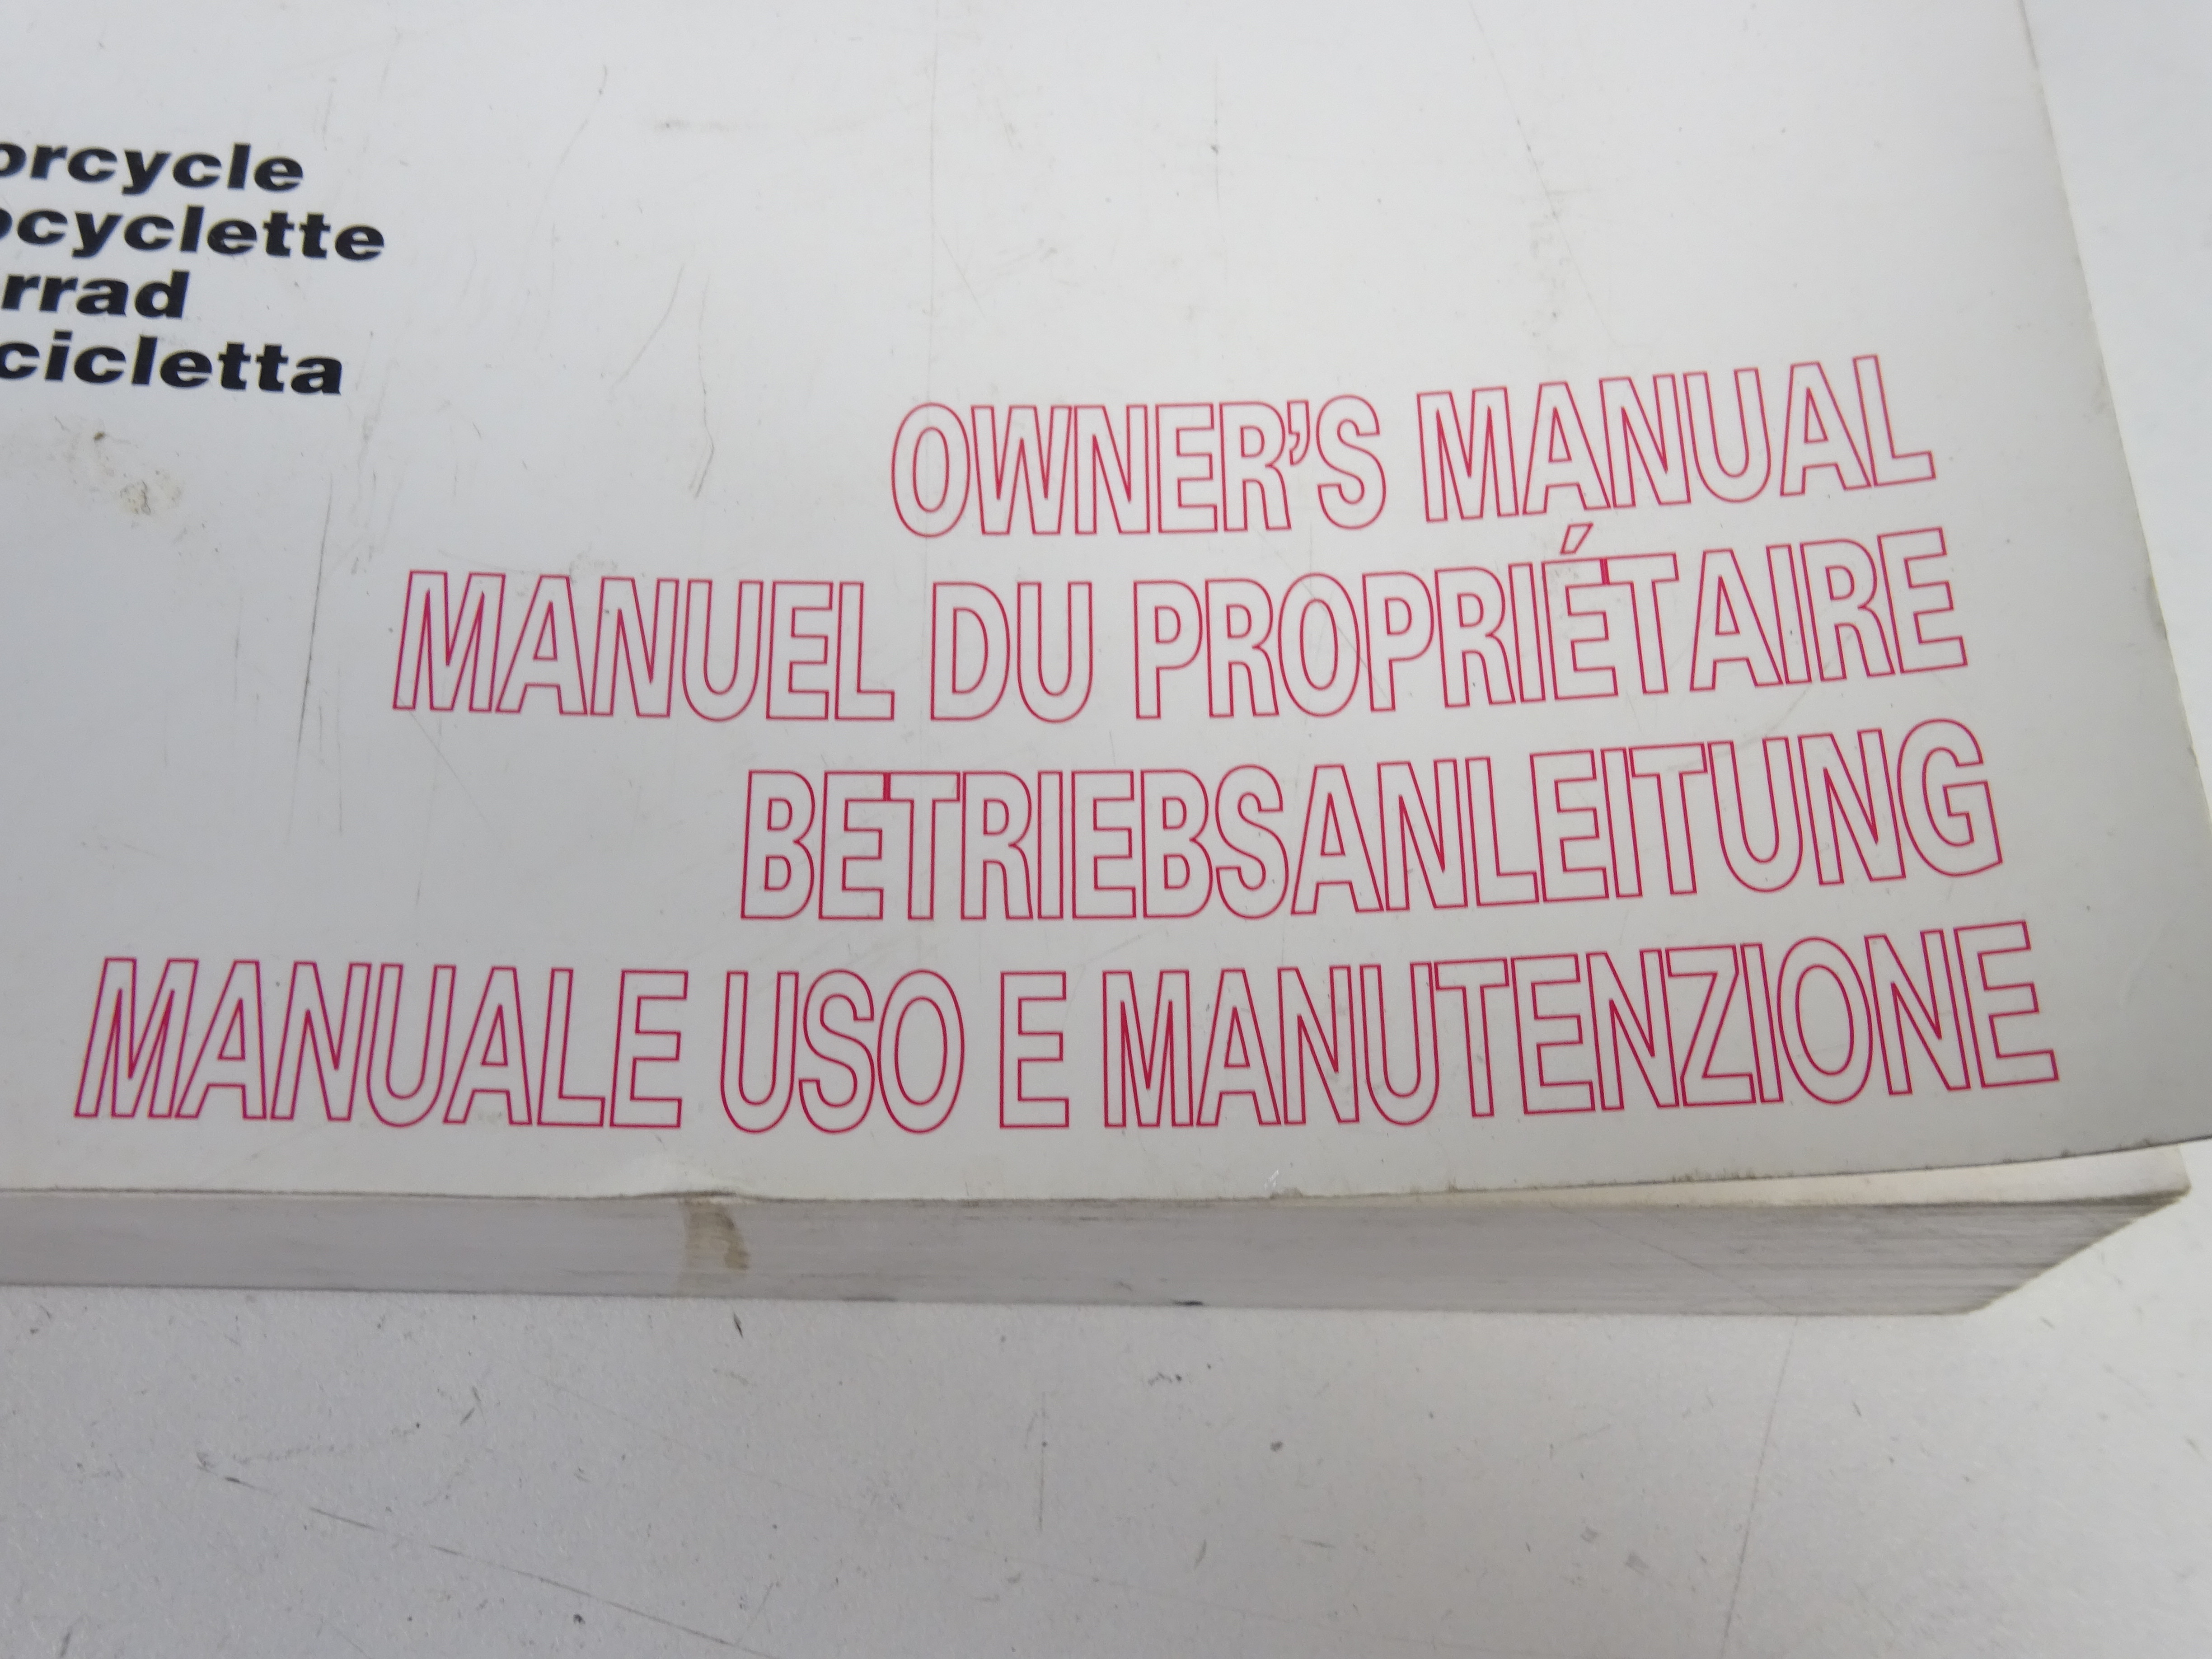 orcycle
ocyclette
rrad
cicletta
OWNER'S MANUAL
MANUEL DU PROPRIÉTAIRE
BETRIEBSANLEITUNG
MANUALE USO E MANUTENZIONE